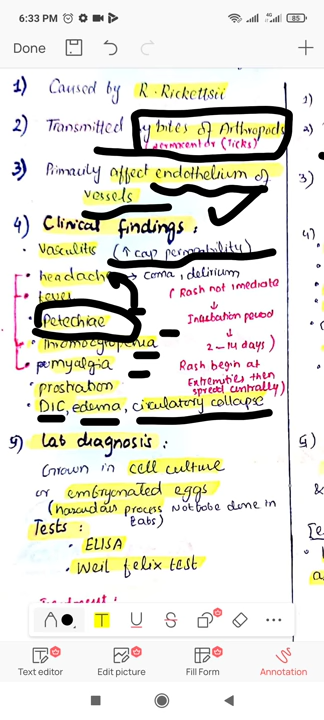 6:33 PM
85
Done
1) Caused by R. Rickettsii
2) Transmitted by bites of Arthropods
(Ticks)
3) Primarily affect endothelium of
vessels
4) Clinical findings :
• Vasculitis (↑ cap permability)
• headache → Coma, delirium
• fever
(Rash not imediate
↓
• Petechiae
Incubation period
↓
• Thrombocytopenia
2-14 days)
• myalgia
Rash begin at
Extremities then
spread centrally)
• prostration
• DIC, edema, circulatory collapse
5) Lab diagnosis :
Grown in cell culture
or embryonated eggs
(hazardous process Not to be done in
Labs)
Tests :
• ELISA
• Weil felix test
T U S
Text editor
Edit picture
Fill Form
Annotation